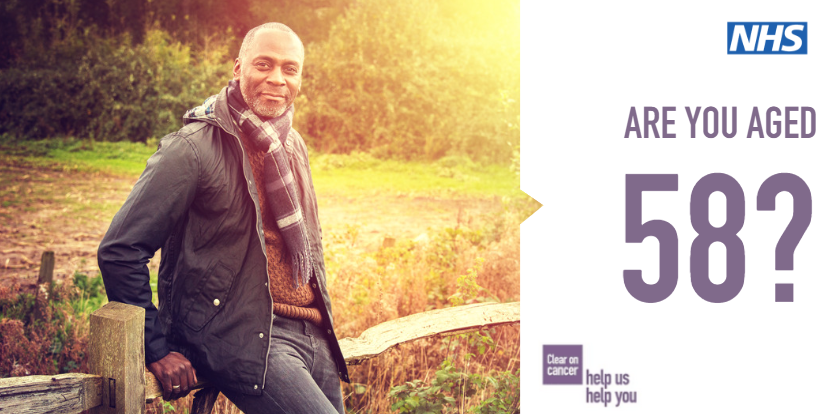 NHS
ARE YOU AGED
58?
Clear on
cancer
help us
help you